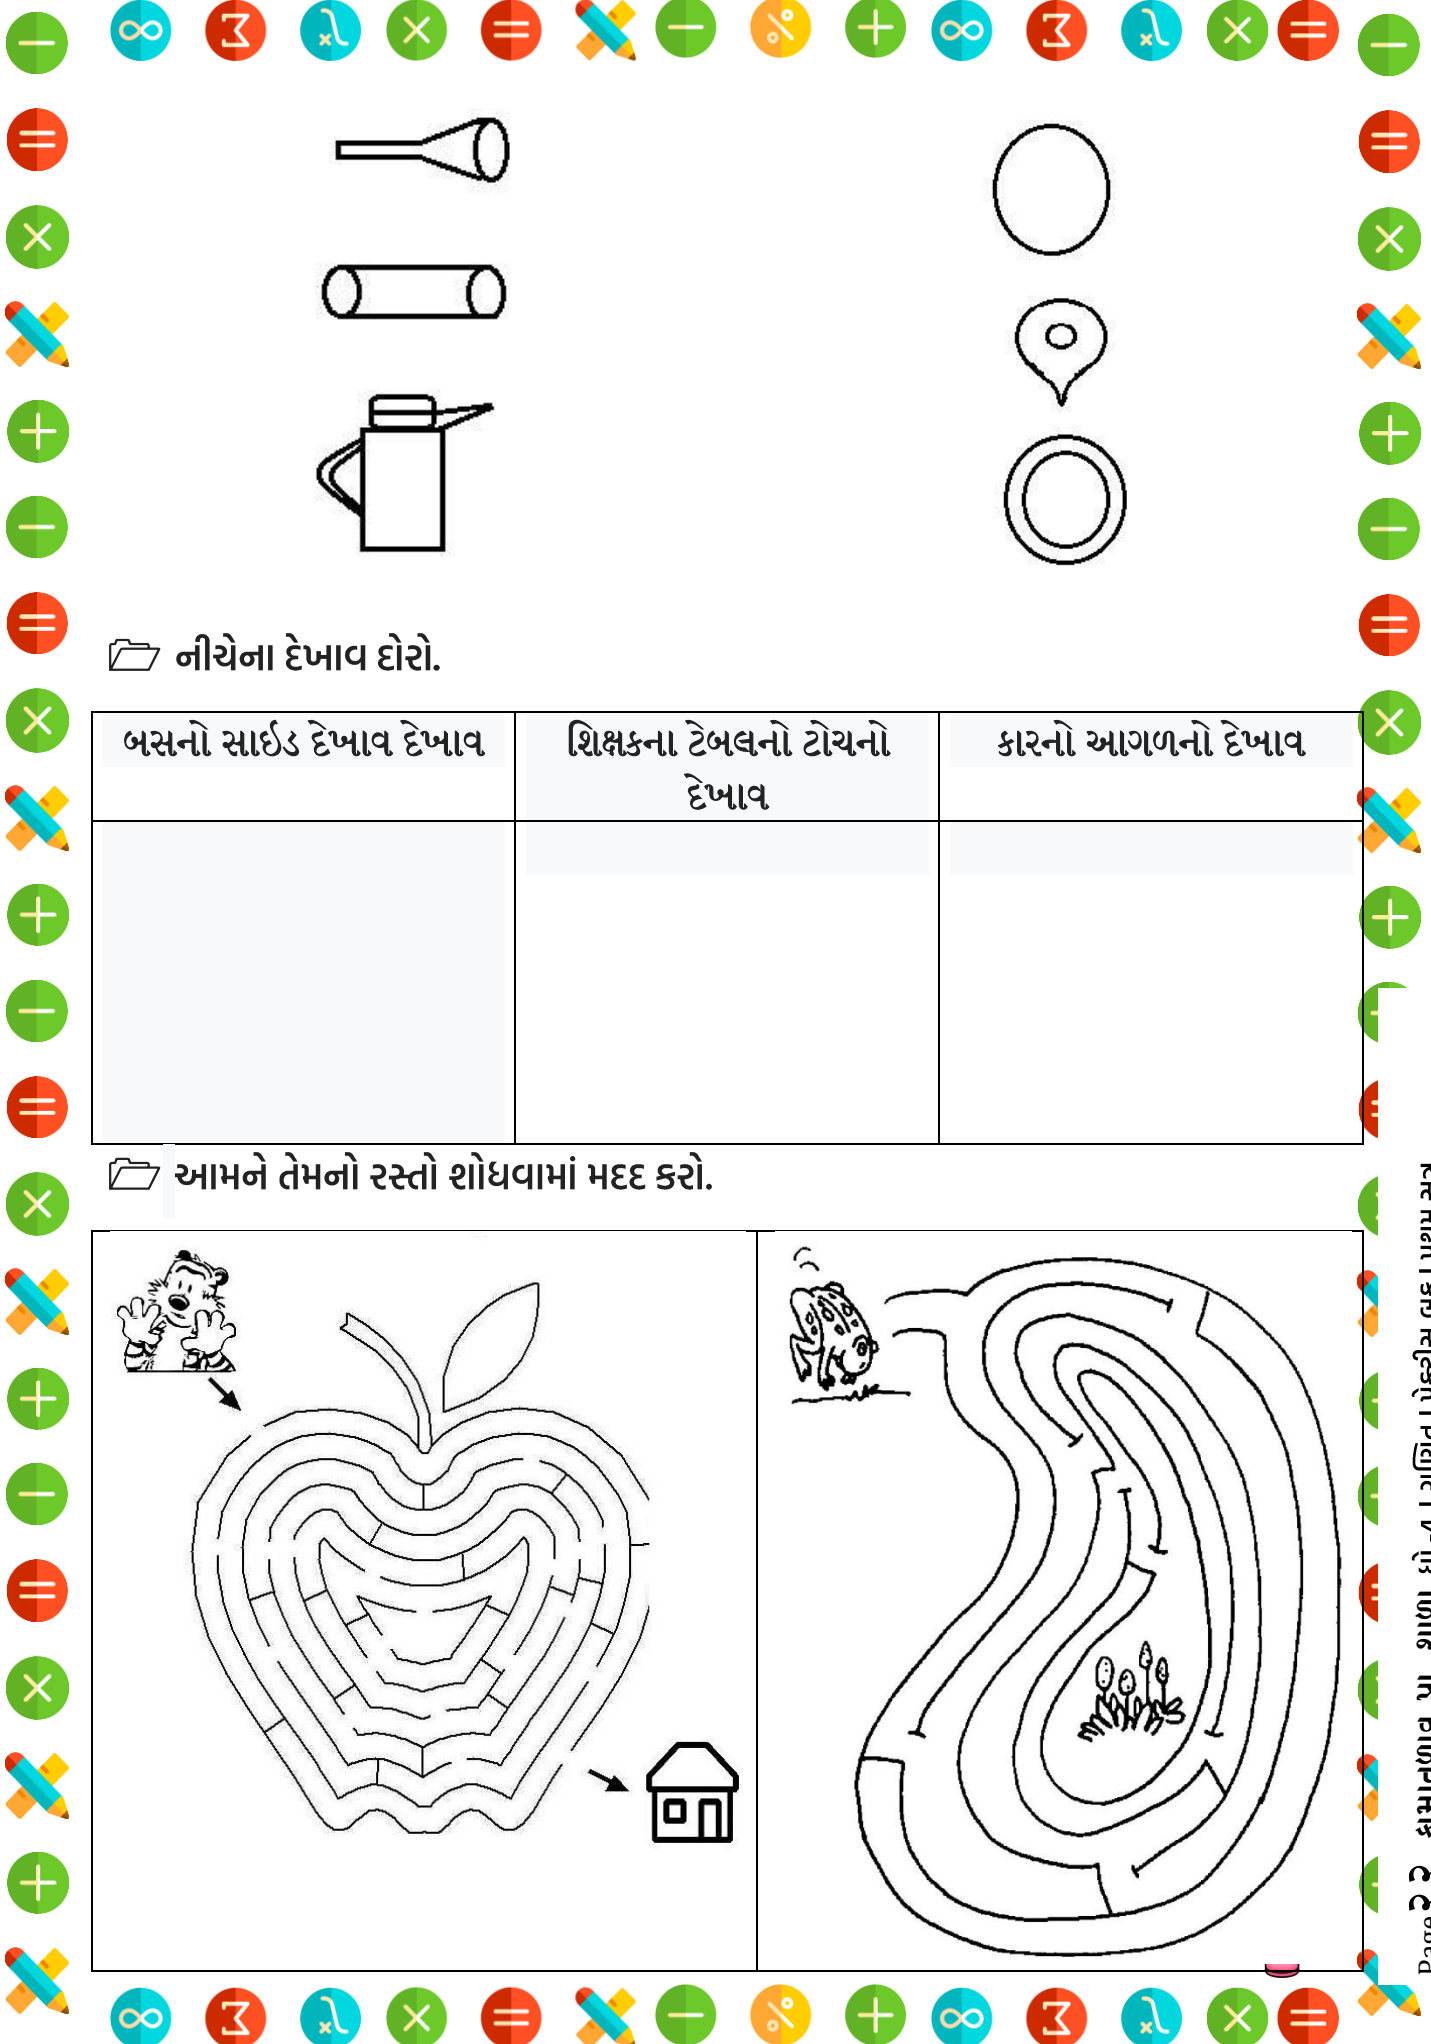 નીચેના દેખાવ દોરો.
બસનો સાઈડ દેખાવ દેખાવ
શિક્ષકના ટેબલનો ટોચનો
દેખાવ
કારનો આગળનો દેખાવ
આમને તેમનો રસ્તો શોધવામાં મદદ કરો.